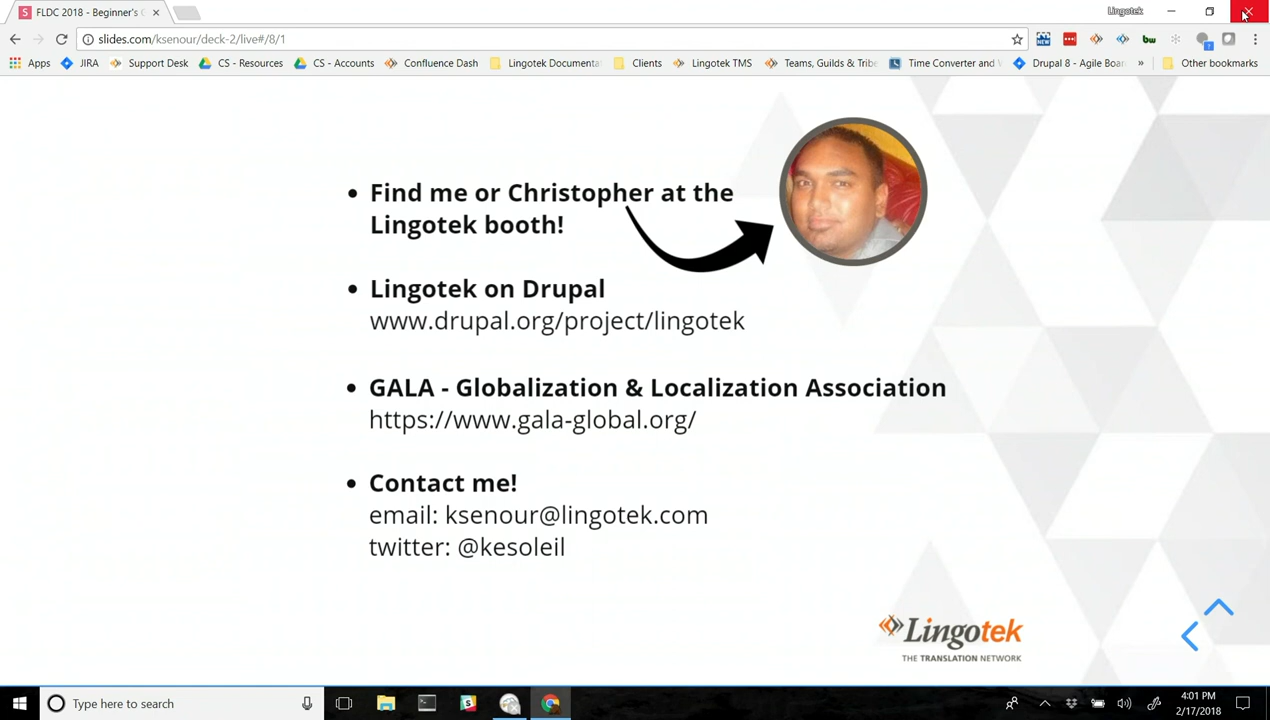 FLDC 2018 - Beginner's
Lingotek
slides.com/ksenour/deck-2/live#/8/1
Apps
JIRA
Support Desk
CS - Resources
CS - Accounts
Confluence Dash
Lingotek Documenta
Clients
Lingotek TMS
Teams, Guilds & Tribe
Time Converter and
Drupal 8 - Agile Boar
»
Other bookmarks
• Find me or Christopher at the
Lingotek booth!
• Lingotek on Drupal
www.drupal.org/project/lingotek
• GALA - Globalization & Localization Association
https://www.gala-global.org/
• Contact me!
email: ksenour@lingotek.com
twitter: @kesoleil
Lingotek
THE TRANSLATION NETWORK
Type here to search
4:01 PM
2/17/2018